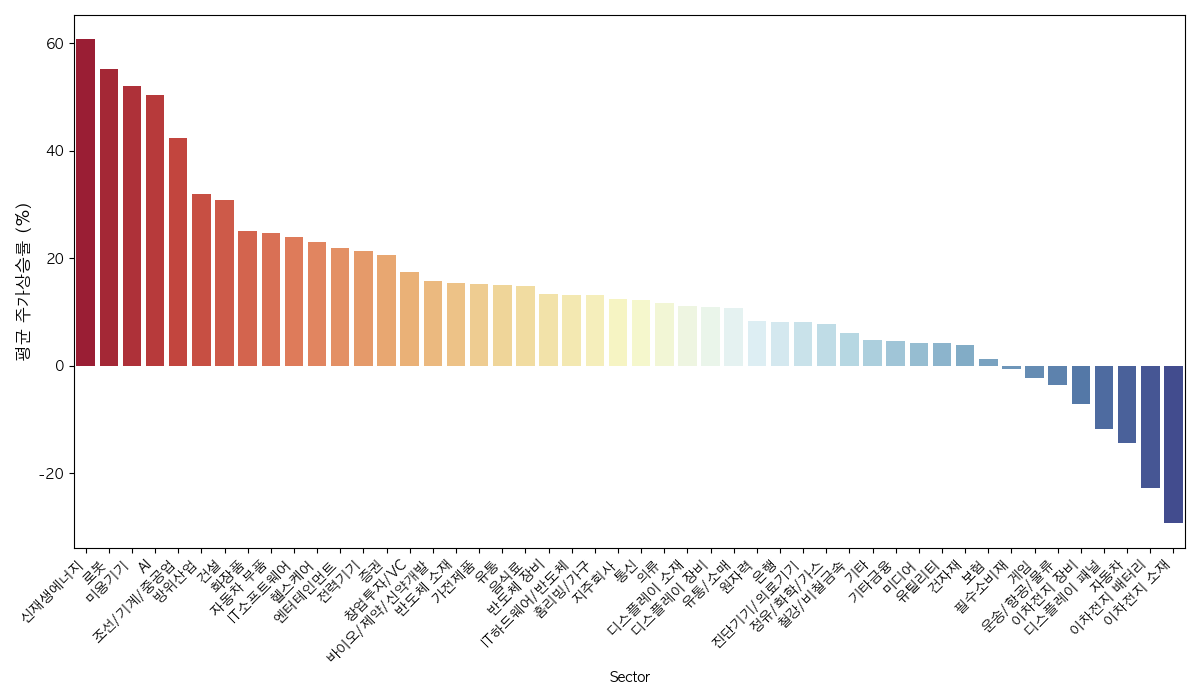 평균 주가상승률 (%)
60
40
20
0
-20
신재생에너지
로봇
미용기기
AI
조선/기계/중공업
방위산업
건설
화장품
자동차 부품
IT소프트웨어
헬스케어
엔터테인먼트
전력기기
증권
창업투자/VC
바이오/제약/신약개발
반도체 소재
가전제품
유통
음식료
반도체 장비
IT하드웨어/반도체
홈리빙/가구
지주회사
통신
의류
디스플레이 소재
디스플레이 장비
유통/소매
원자력
은행
진단기기/의료기기
정유/화학/가스
철강/비철금속
기타
기타금융
미디어
유틸리티
건자재
보험
필수소비재
게임
운송/항공/물류
이차전지 장비
디스플레이 패널
자동차
이차전지 배터리
이차전지 소재
Sector